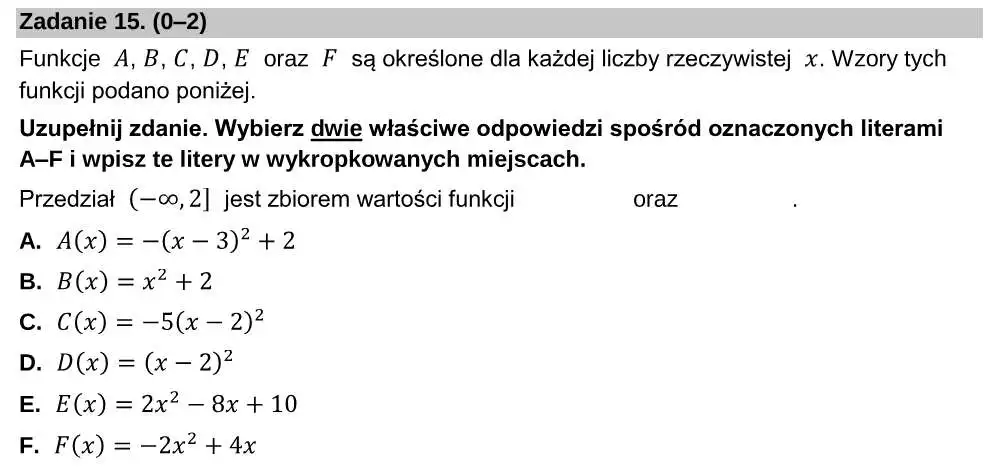 Zadanie 15. (0–2)
Funkcje A, B, C, D, E oraz F są określone dla każdej liczby rzeczywistej x. Wzory tych
funkcji podano poniżej.
Uzupełnij zdanie. Wybierz dwie właściwe odpowiedzi spośród oznaczonych literami
A–F i wpisz te litery w wykropkowanych miejscach.
Przedział (−∞, 2] jest zbiorem wartości funkcji oraz .
A. A(x) = −(x − 3)² + 2
B. B(x) = x² + 2
C. C(x) = −5(x − 2)²
D. D(x) = (x − 2)²
E. E(x) = 2x² − 8x + 10
F. F(x) = −2x² + 4x